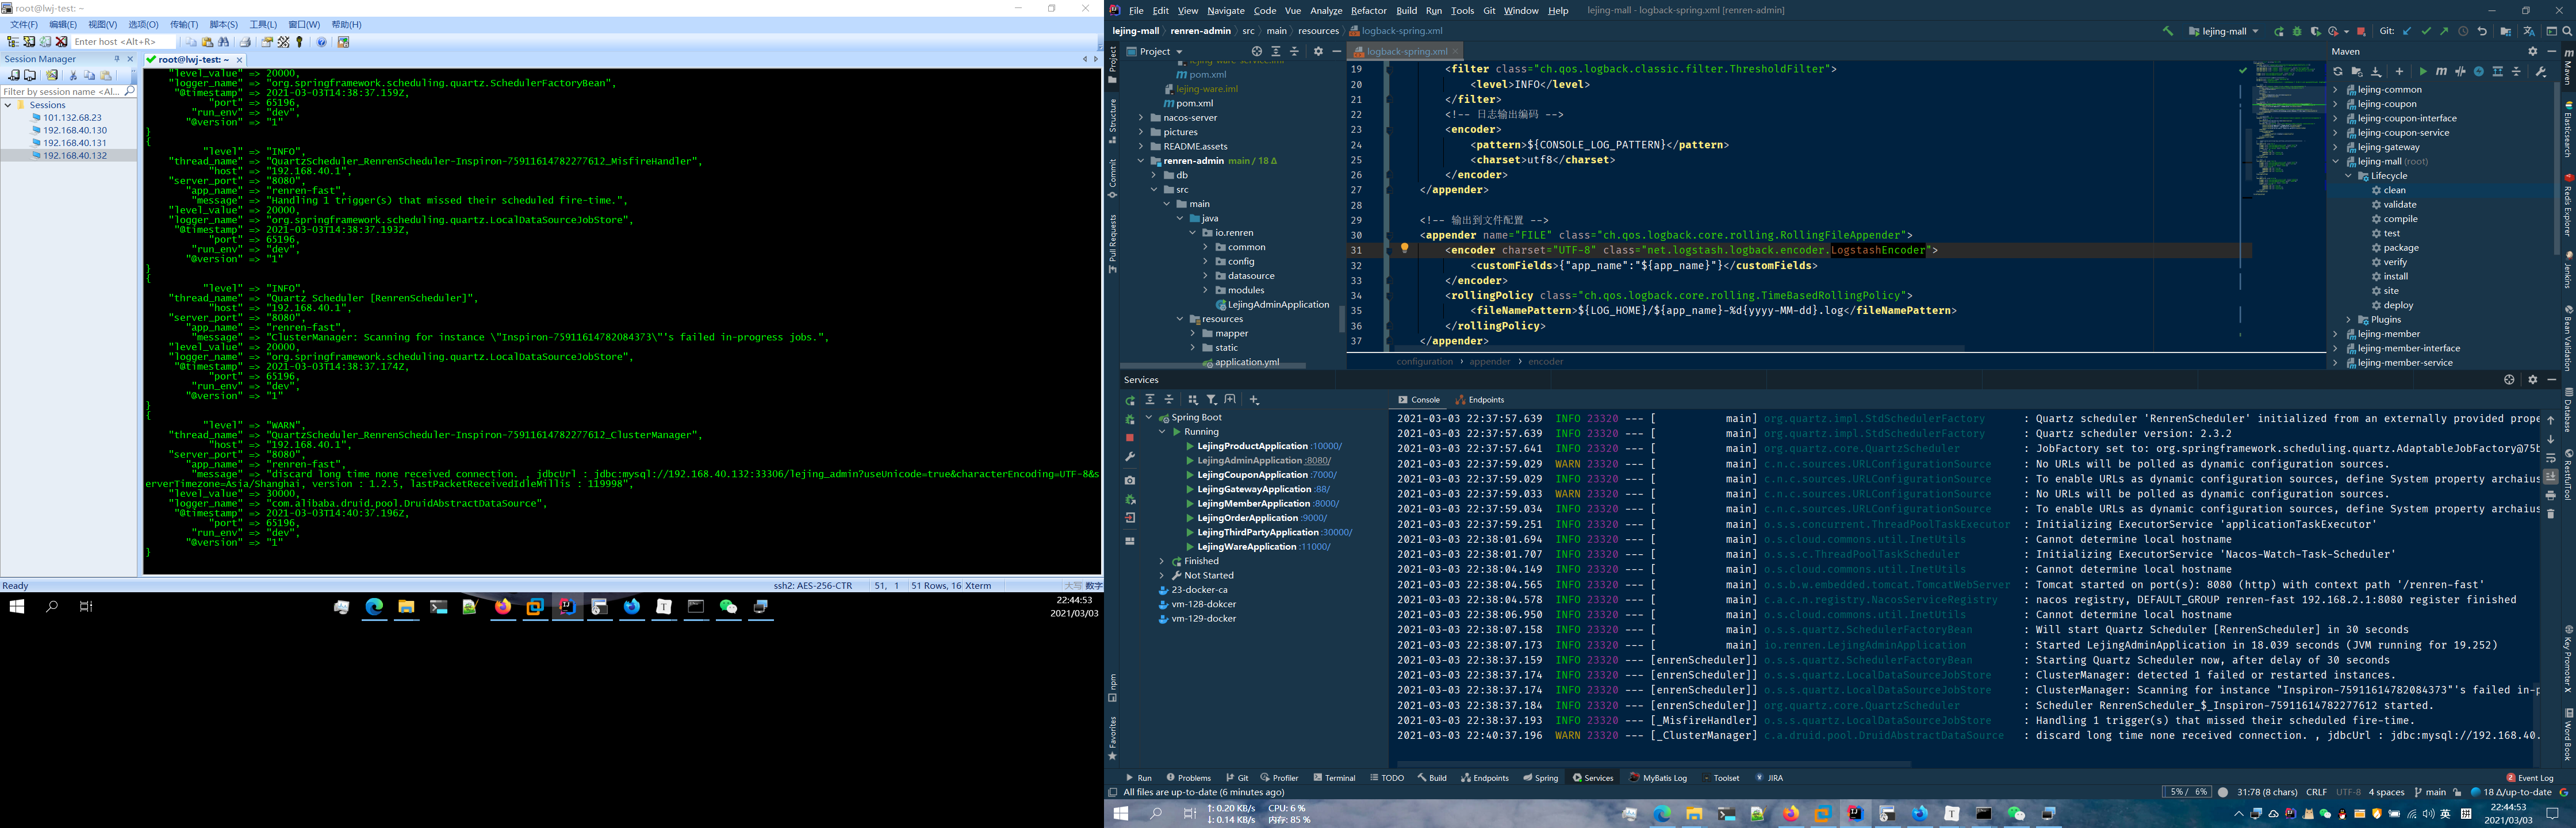 root@lwj-test: ~
文件(F) 编辑(E) 视图(V) 选项(O) 传输(T) 脚本(S) 工具(L) 窗口(W) 帮助(H)
Enter host <Alt+R>
Session Manager
root@lwj-test: ~
Filter by session name <Al...
Sessions
101.132.68.23
192.168.40.130
192.168.40.131
192.168.40.132
"level_value" => 20000,
"logger_name" => "org.springframework.scheduling.quartz.SchedulerFactoryBean",
"@timestamp" => 2021-03-03T14:38:37.159Z,
"port" => 65196,
"run_env" => "dev",
"@version" => "1"
}
{
"level" => "INFO",
"thread_name" => "QuartzScheduler_RenrenScheduler-Inspiron-75911614782277612_MisfireHandler",
"host" => "192.168.40.1",
"server_port" => "8080",
"app_name" => "renren-fast",
"message" => "Handling 1 trigger(s) that missed their scheduled fire-time.",
"level_value" => 20000,
"logger_name" => "org.springframework.scheduling.quartz.LocalDataSourceJobStore",
"@timestamp" => 2021-03-03T14:38:37.193Z,
"port" => 65196,
"run_env" => "dev",
"@version" => "1"
}
{
"level" => "INFO",
"thread_name" => "Quartz Scheduler [RenrenScheduler]",
"host" => "192.168.40.1",
"server_port" => "8080",
"app_name" => "renren-fast",
"message" => "ClusterManager: Scanning for instance \"Inspiron-75911614782084373\"'s failed in-progress jobs.",
"level_value" => 20000,
"logger_name" => "org.springframework.scheduling.quartz.LocalDataSourceJobStore",
"@timestamp" => 2021-03-03T14:38:37.174Z,
"port" => 65196,
"run_env" => "dev",
"@version" => "1"
}
{
"level" => "WARN",
"thread_name" => "QuartzScheduler_RenrenScheduler-Inspiron-75911614782277612_ClusterManager",
"host" => "192.168.40.1",
"server_port" => "8080",
"app_name" => "renren-fast",
"message" => "discard long time none received connection. , jdbcUrl : jdbc:mysql://192.168.40.132:33306/lejing_admin?useUnicode=true&characterEncoding=UTF-8&s
erverTimezone=Asia/Shanghai, version : 1.2.5, lastPacketReceivedIdleMillis : 119998",
"level_value" => 30000,
"logger_name" => "com.alibaba.druid.pool.DruidAbstractDataSource",
"@timestamp" => 2021-03-03T14:40:37.196Z,
"port" => 65196,
"run_env" => "dev",
"@version" => "1"
}
Ready ssh2: AES-256-CTR 51, 1 51 Rows, 16 Xterm 大写 数字
22:44:53
2021/03/03
File Edit View Navigate Code Vue Analyze Refactor Build Run Tools Git Window Help lejing-mall - logback-spring.xml [renren-admin]
lejing-mall renren-admin src main resources logback-spring.xml lejing-mall Git:
Project
logback-spring.xml
Maven
pom.xml
lejing-ware.iml
pom.xml
nacos-server
pictures
README.assets
renren-admin main / 18 Δ
db
src
main
java
io.renren
common
config
datasource
modules
LejingAdminApplication
resources
mapper
static
application.yml
19 <filter class="ch.qos.logback.classic.filter.ThresholdFilter">
20 <level>INFO</level>
21 </filter>
22 <!-- 日志输出编码 -->
23 <encoder>
24 <pattern>${CONSOLE_LOG_PATTERN}</pattern>
25 <charset>utf8</charset>
26 </encoder>
27 </appender>
28
29 <!-- 输出到文件配置 -->
30 <appender name="FILE" class="ch.qos.logback.core.rolling.RollingFileAppender">
31 <encoder charset="UTF-8" class="net.logstash.logback.encoder.LogstashEncoder">
32 <customFields>{"app_name":"${app_name}"}</customFields>
33 </encoder>
34 <rollingPolicy class="ch.qos.logback.core.rolling.TimeBasedRollingPolicy">
35 <fileNamePattern>${LOG_HOME}/${app_name}-%d{yyyy-MM-dd}.log</fileNamePattern>
36 </rollingPolicy>
37 </appender>
configuration › appender › encoder
lejing-common
lejing-coupon
lejing-coupon-interface
lejing-coupon-service
lejing-gateway
lejing-mall (root)
Lifecycle
clean
validate
compile
test
package
verify
install
site
deploy
Plugins
lejing-member
lejing-member-interface
lejing-member-service
Project
Structure
Commit
Pull Requests
npm
Favorites
Maven
Elasticsearch
Redis Explorer
Jenkins
Bean Validation
Database
RestfulTool
Key Promoter X
Word Book
Services
Console Endpoints
Spring Boot
Running
LejingProductApplication :10000/
LejingAdminApplication :8080/
LejingCouponApplication :7000/
LejingGatewayApplication :88/
LejingMemberApplication :8000/
LejingOrderApplication :9000/
LejingThirdPartyApplication :30000/
LejingWareApplication :11000/
Finished
Not Started
23-docker-ca
vm-128-dokcer
vm-129-docker
2021-03-03 22:37:57.639 INFO 23320 --- [ main] org.quartz.impl.StdSchedulerFactory : Quartz scheduler 'RenrenScheduler' initialized from an externally provided prope
2021-03-03 22:37:57.639 INFO 23320 --- [ main] org.quartz.impl.StdSchedulerFactory : Quartz scheduler version: 2.3.2
2021-03-03 22:37:57.641 INFO 23320 --- [ main] org.quartz.core.QuartzScheduler : JobFactory set to: org.springframework.scheduling.quartz.AdaptableJobFactory@75b
2021-03-03 22:37:59.029 WARN 23320 --- [ main] c.n.c.sources.URLConfigurationSource : No URLs will be polled as dynamic configuration sources.
2021-03-03 22:37:59.029 INFO 23320 --- [ main] c.n.c.sources.URLConfigurationSource : To enable URLs as dynamic configuration sources, define System property archaius
2021-03-03 22:37:59.033 WARN 23320 --- [ main] c.n.c.sources.URLConfigurationSource : No URLs will be polled as dynamic configuration sources.
2021-03-03 22:37:59.034 INFO 23320 --- [ main] c.n.c.sources.URLConfigurationSource : To enable URLs as dynamic configuration sources, define System property archaius
2021-03-03 22:37:59.251 INFO 23320 --- [ main] o.s.s.concurrent.ThreadPoolTaskExecutor : Initializing ExecutorService 'applicationTaskExecutor'
2021-03-03 22:38:01.694 INFO 23320 --- [ main] o.s.cloud.commons.util.InetUtils : Cannot determine local hostname
2021-03-03 22:38:01.707 INFO 23320 --- [ main] o.s.s.c.ThreadPoolTaskScheduler : Initializing ExecutorService 'Nacos-Watch-Task-Scheduler'
2021-03-03 22:38:04.149 INFO 23320 --- [ main] o.s.cloud.commons.util.InetUtils : Cannot determine local hostname
2021-03-03 22:38:04.565 INFO 23320 --- [ main] o.s.b.w.embedded.tomcat.TomcatWebServer : Tomcat started on port(s): 8080 (http) with context path '/renren-fast'
2021-03-03 22:38:04.578 INFO 23320 --- [ main] c.a.c.n.registry.NacosServiceRegistry : nacos registry, DEFAULT_GROUP renren-fast 192.168.2.1:8080 register finished
2021-03-03 22:38:06.950 INFO 23320 --- [ main] o.s.cloud.commons.util.InetUtils : Cannot determine local hostname
2021-03-03 22:38:07.158 INFO 23320 --- [ main] o.s.s.quartz.SchedulerFactoryBean : Will start Quartz Scheduler [RenrenScheduler] in 30 seconds
2021-03-03 22:38:07.173 INFO 23320 --- [ main] io.renren.LejingAdminApplication : Started LejingAdminApplication in 18.039 seconds (JVM running for 19.252)
2021-03-03 22:38:37.159 INFO 23320 --- [enrenScheduler]] o.s.s.quartz.SchedulerFactoryBean : Starting Quartz Scheduler now, after delay of 30 seconds
2021-03-03 22:38:37.174 INFO 23320 --- [enrenScheduler]] o.s.s.quartz.LocalDataSourceJobStore : ClusterManager: detected 1 failed or restarted instances.
2021-03-03 22:38:37.174 INFO 23320 --- [enrenScheduler]] o.s.s.quartz.LocalDataSourceJobStore : ClusterManager: Scanning for instance "Inspiron-75911614782084373"'s failed in-p
2021-03-03 22:38:37.184 INFO 23320 --- [enrenScheduler]] org.quartz.core.QuartzScheduler : Scheduler RenrenScheduler_$_Inspiron-75911614782277612 started.
2021-03-03 22:38:37.193 INFO 23320 --- [_MisfireHandler] o.s.s.quartz.LocalDataSourceJobStore : Handling 1 trigger(s) that missed their scheduled fire-time.
2021-03-03 22:40:37.196 WARN 23320 --- [_ClusterManager] c.a.druid.pool.DruidAbstractDataSource : discard long time none received connection. , jdbcUrl : jdbc:mysql://192.168.40.
Run Problems Git Profiler Terminal TODO Build Endpoints Spring Services MyBatis Log Toolset JIRA 2 Event Log
All files are up-to-date (6 minutes ago) 5% / 6% 31:78 (8 chars) CRLF UTF-8 4 spaces main 18 Δ/up-to-date
↑: 0.20 KB/s CPU: 6 %
↓: 0.14 KB/s 内存: 85 %
英
22:44:53
2021/03/03